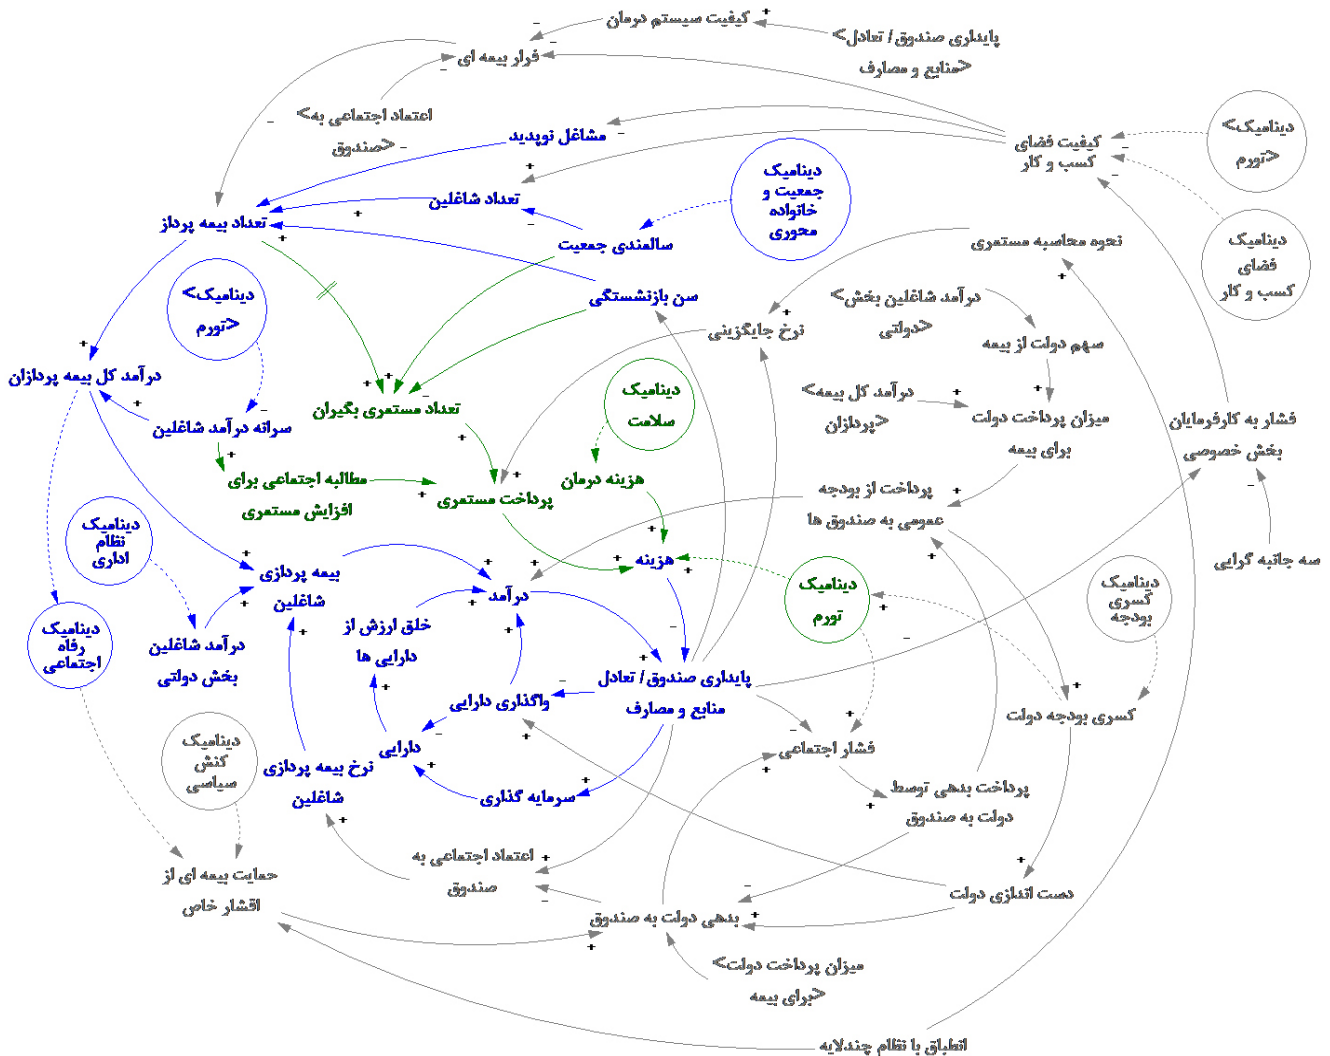 کیفیت سیستم درمان
پایداری صندوق/ تعادل>
<منابع و مصارف
فرار بیمه ای
اعتماد اجتماعی به>
<صندوق
مشاغل نوپدید
کیفیت فضای
کسب و کار
دینامیک>
<تورم
دینامیک
جمعیت و
خانواده
محوری
تعداد شاغلین
تعداد بیمه پرداز
سالمندی جمعیت
نحوه محاسبه مستمری
دینامیک
فضای
کسب و کار
دینامیک>
<تورم
سن بازنشستگی
درآمد شاغلین بخش>
<دولتی
نرخ جایگزینی
سهم دولت از بیمه
درآمد کل بیمه پردازان
دینامیک
سلامت
درآمد کل بیمه>
<پردازان
میزان پرداخت دولت
برای بیمه
فشار به کارفرمایان
بخش خصوصی
تعداد مستمری بگیران
سرانه درآمد شاغلین
مطالبه اجتماعی برای
افزایش مستمری
پرداخت مستمری
هزینه درمان
پرداخت از بودجه
عمومی به صندوق ها
دینامیک
نظام
اداری
هزینه
سه جانبه گرایی
بیمه پردازی
شاغلین
درآمد
دینامیک
تورم
دینامیک
کسری
بودجه
دینامیک
رفاه
اجتماعی
درآمد شاغلین
بخش دولتی
خلق ارزش از
دارایی ها
پایداری صندوق/ تعادل
منابع و مصارف
واگذاری دارایی
کسری بودجه دولت
دینامیک
کنش
سیاسی
دارایی
فشار اجتماعی
نرخ بیمه پردازی
شاغلین
سرمایه گذاری
پرداخت بدهی توسط
دولت به صندوق
اعتماد اجتماعی به
صندوق
حمایت بیمه ای از
اقشار خاص
دست اندازی دولت
بدهی دولت به صندوق
میزان پرداخت دولت>
<برای بیمه
انطباق با نظام چندلایه